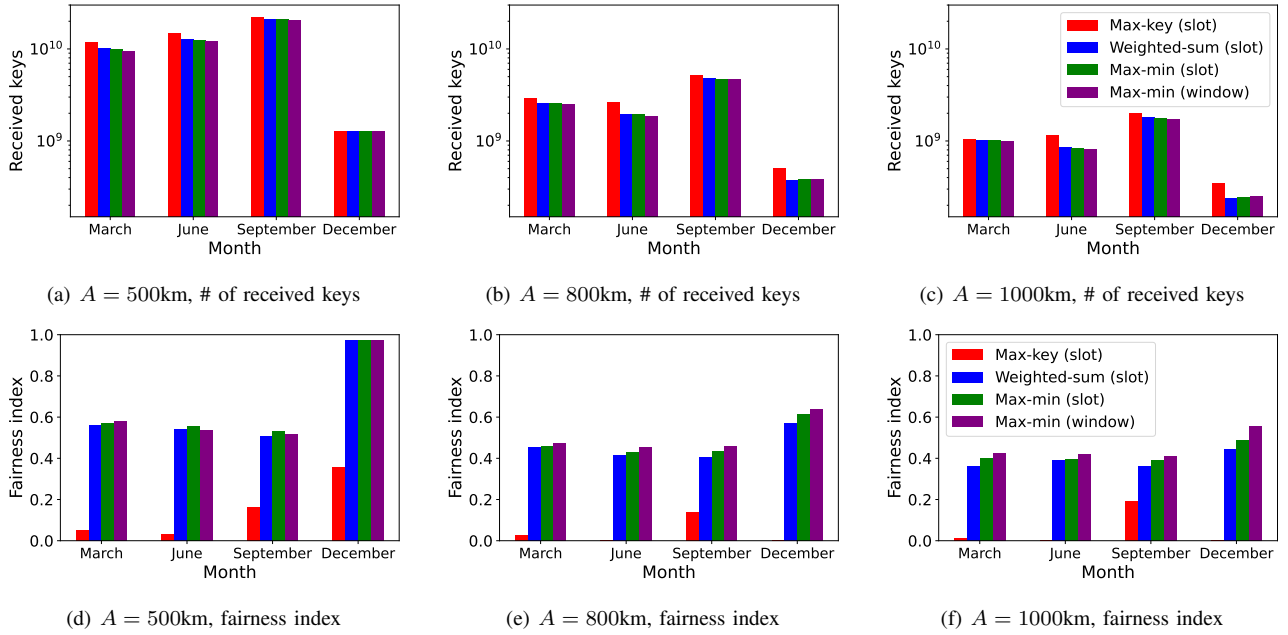 Received keys
10^10
10^9
March June September December
Month
(a) A = 500km, # of received keys
Received keys
10^10
10^9
March June September December
Month
(b) A = 800km, # of received keys
Received keys
10^10
10^9
Max-key (slot)
Weighted-sum (slot)
Max-min (slot)
Max-min (window)
March June September December
Month
(c) A = 1000km, # of received keys
Fairness index
1.0
0.8
0.6
0.4
0.2
0.0
March June September December
Month
(d) A = 500km, fairness index
Fairness index
1.0
0.8
0.6
0.4
0.2
0.0
March June September December
Month
(e) A = 800km, fairness index
Fairness index
1.0
0.8
0.6
0.4
0.2
0.0
Max-key (slot)
Weighted-sum (slot)
Max-min (slot)
Max-min (window)
March June September December
Month
(f) A = 1000km, fairness index